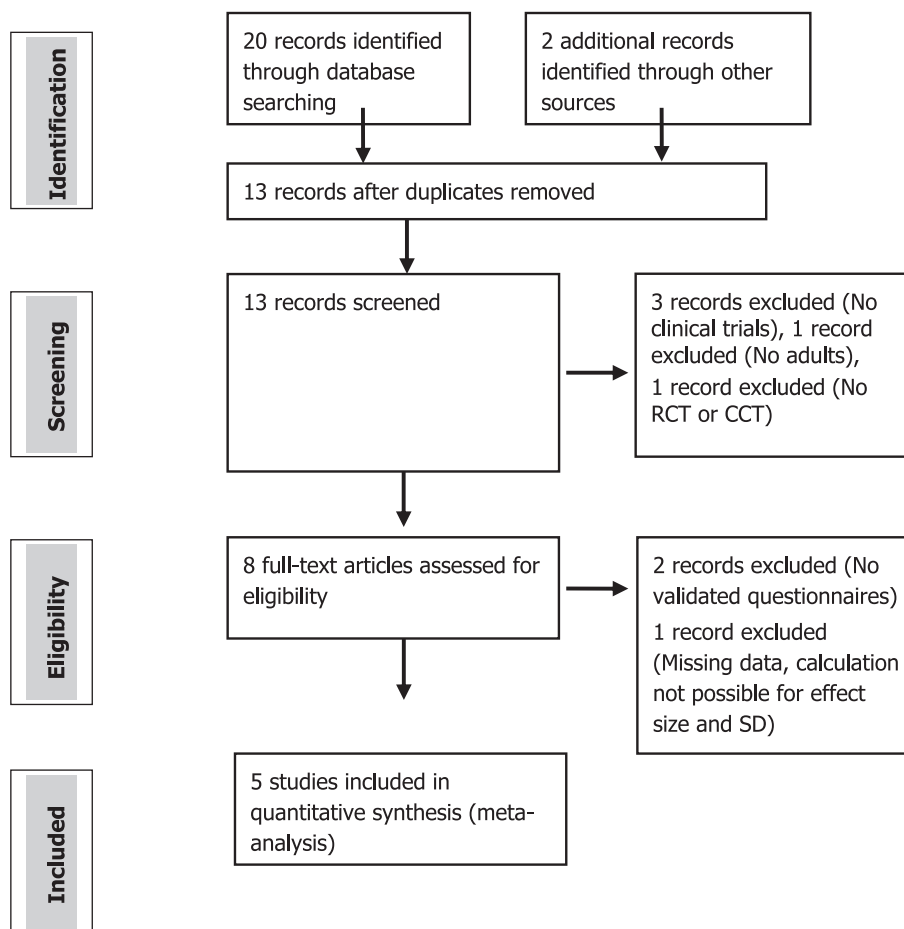 Identification
20 records identified
through database
searching
2 additional records
identified through other
sources
13 records after duplicates removed
Screening
13 records screened
3 records excluded (No
clinical trials), 1 record
excluded (No adults),
1 record excluded (No
RCT or CCT)
Eligibility
8 full-text articles assessed for
eligibility
2 records excluded (No
validated questionnaires)
1 record excluded
(Missing data, calculation
not possible for effect
size and SD)
Included
5 studies included in
quantitative synthesis (meta-
analysis)